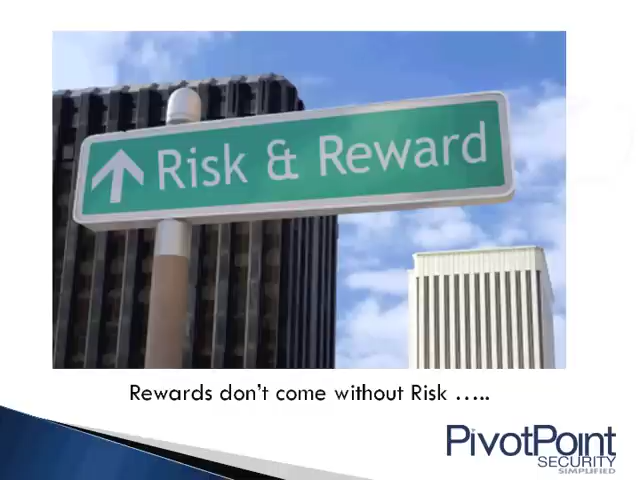 Risk & Reward
Rewards don't come without Risk …..
PivotPoint
SECURITY
SIMPLIFIED